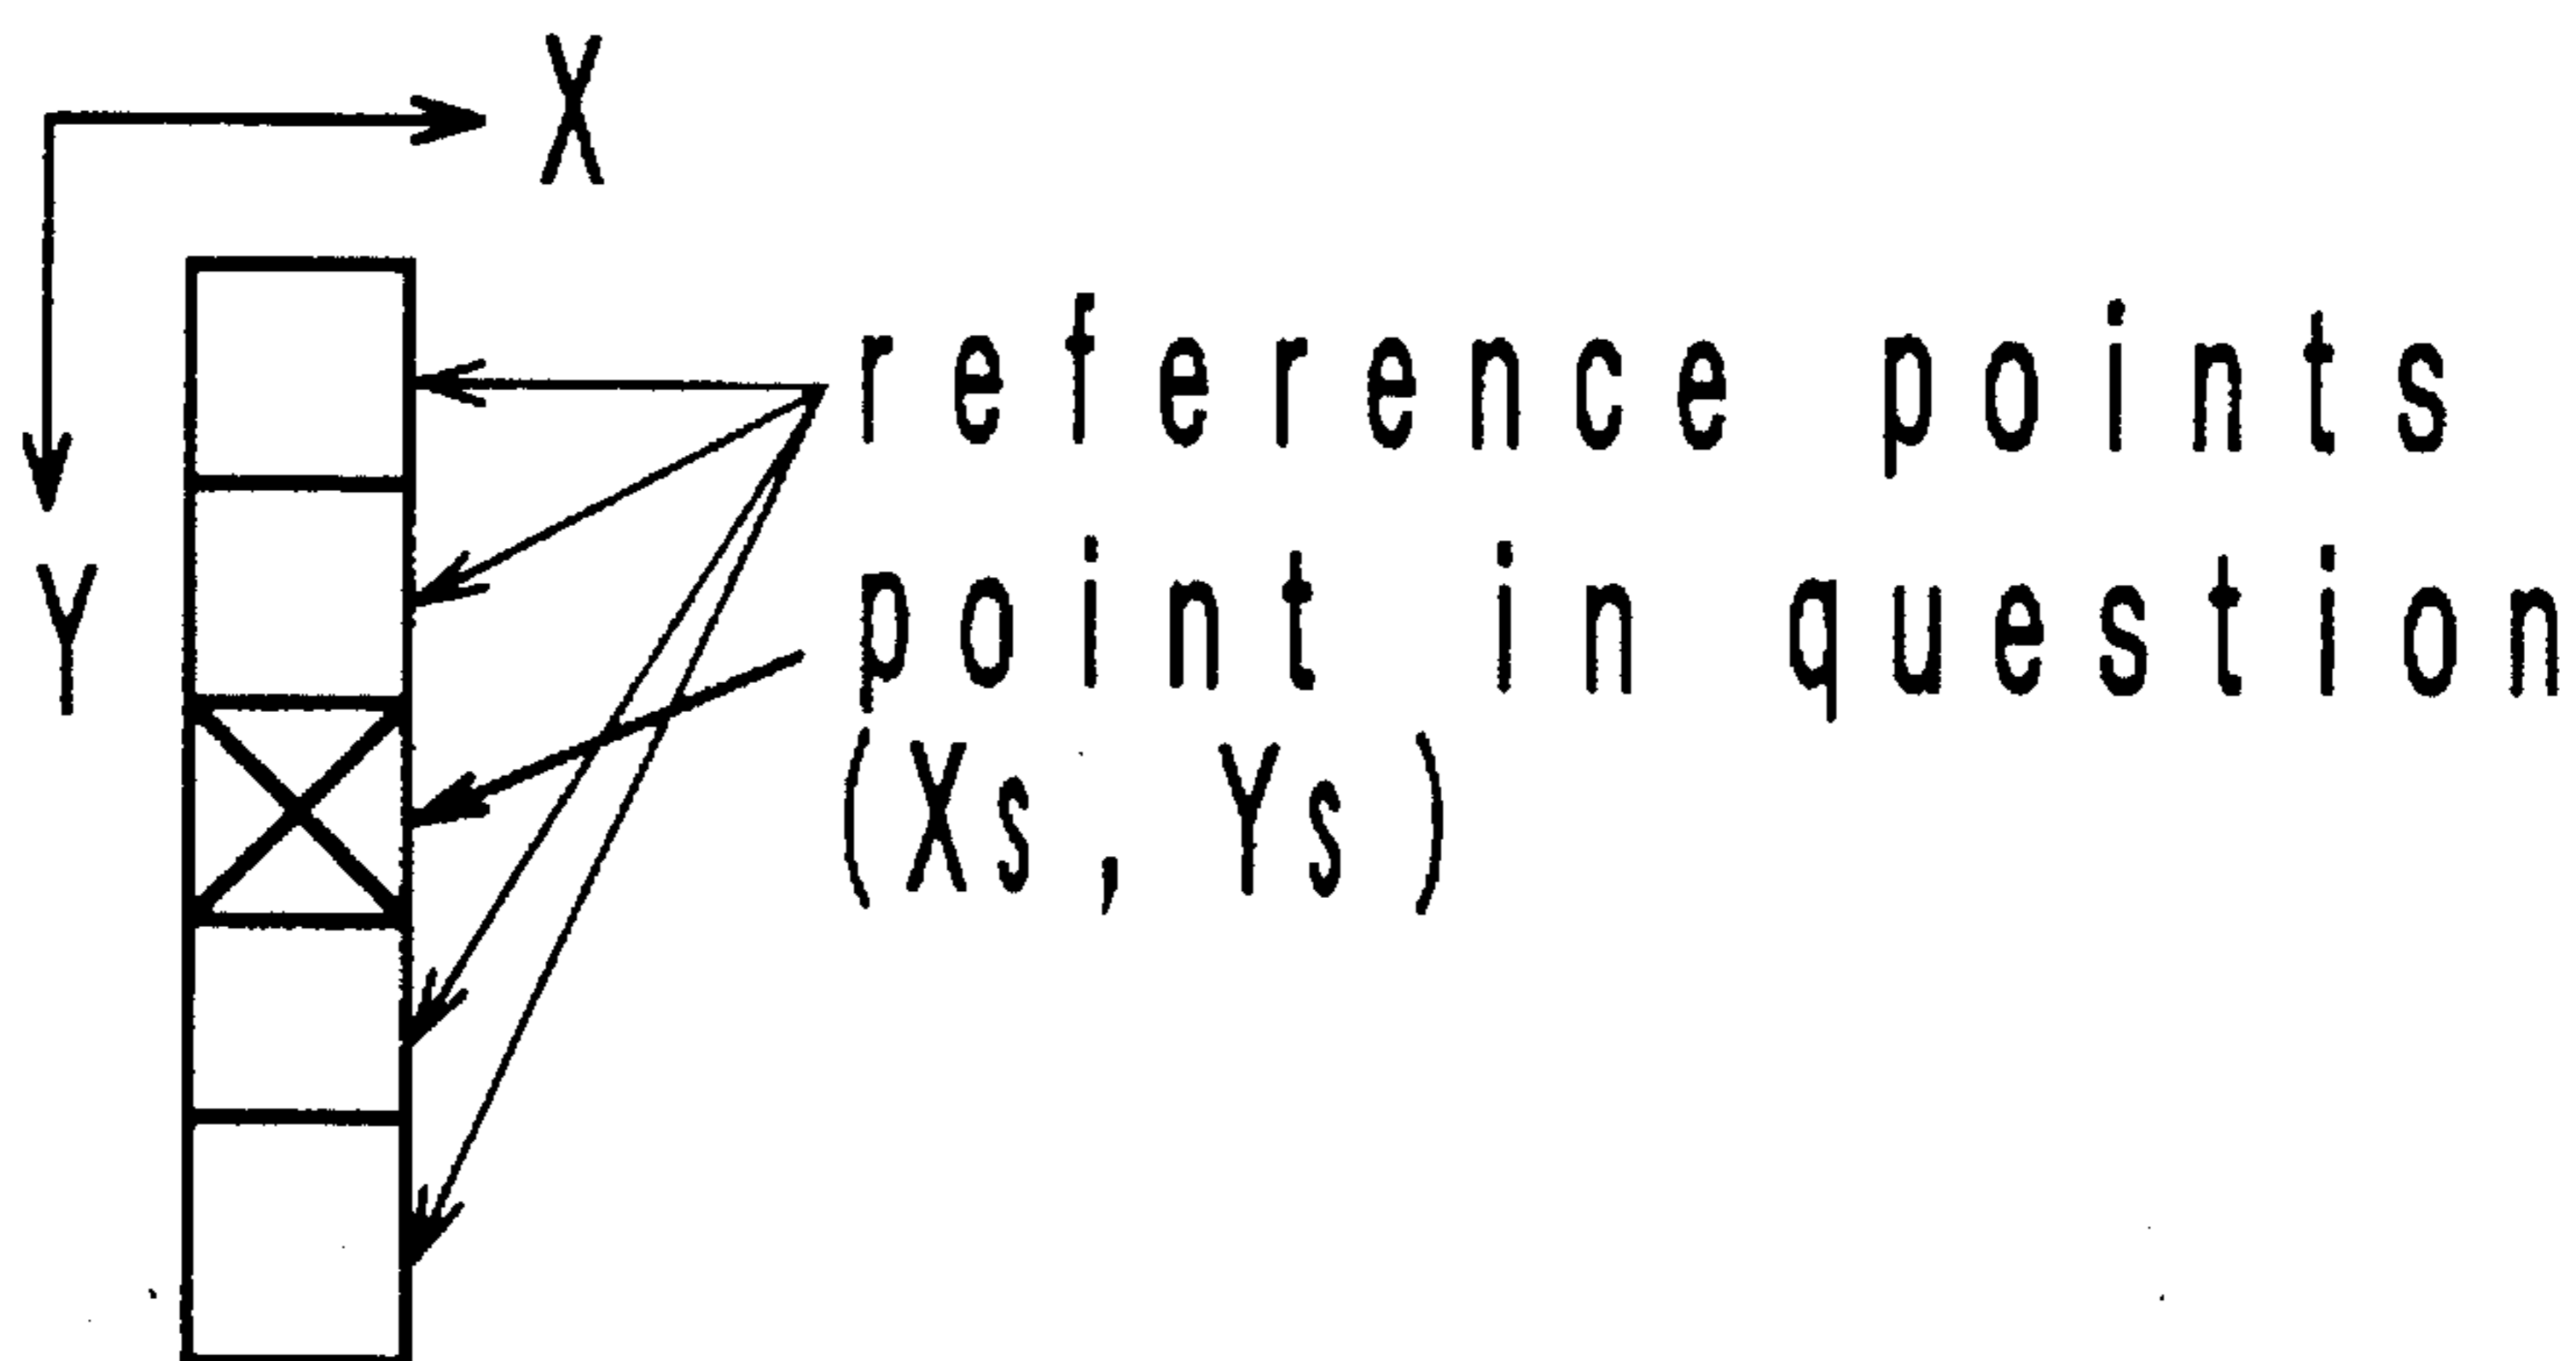 X
Y
reference points
point in question
(Xs, Ys)